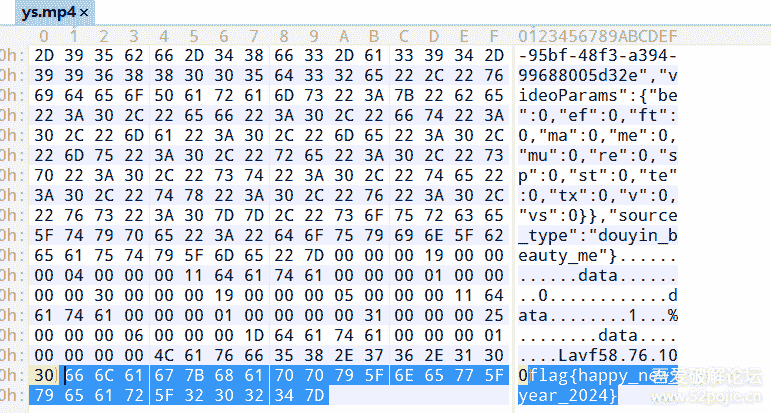 ys.mp4 ×
0 1 2 3 4 5 6 7 8 9 A B C D E F 0123456789ABCDEF
0h: 2D 39 35 62 66 2D 34 38 66 33 2D 61 33 39 34 2D -95bf-48f3-a394-
0h: 39 39 36 38 38 30 30 35 64 33 32 65 22 2C 22 76 99688005d32e","v
0h: 69 64 65 6F 50 61 72 61 6D 73 22 3A 7B 22 62 65 ideoParams":{"be
0h: 22 3A 30 2C 22 65 66 22 3A 30 2C 22 66 74 22 3A ":0,"ef":0,"ft":
0h: 30 2C 22 6D 61 22 3A 30 2C 22 6D 65 22 3A 30 2C 0,"ma":0,"me":0,
0h: 22 6D 75 22 3A 30 2C 22 72 65 22 3A 30 2C 22 73 "mu":0,"re":0,"s
0h: 70 22 3A 30 2C 22 73 74 22 3A 30 2C 22 74 65 22 p":0,"st":0,"te"
0h: 3A 30 2C 22 74 78 22 3A 30 2C 22 76 22 3A 30 2C :0,"tx":0,"v":0,
0h: 22 76 73 22 3A 30 7D 7D 2C 22 73 6F 75 72 63 65 "vs":0}},"source
0h: 5F 74 79 70 65 22 3A 22 64 6F 75 79 69 6E 5F 62 _type":"douyin_b
0h: 65 61 75 74 79 5F 6D 65 22 7D 00 00 00 19 00 00 eauty_me"}......
0h: 00 04 00 00 00 11 64 61 74 61 00 00 00 01 00 00 ......data......
0h: 00 00 30 00 00 00 19 00 00 00 05 00 00 00 11 64 ..0............d
0h: 61 74 61 00 00 00 01 00 00 00 00 31 00 00 00 25 ata........1...%
0h: 00 00 00 06 00 00 00 1D 64 61 74 61 00 00 00 01 ........data....
0h: 00 00 00 00 4C 61 76 66 35 38 2E 37 36 2E 31 30 ....Lavf58.76.10
0h: 30 66 6C 61 67 7B 68 61 70 70 79 5F 6E 65 77 5F 0flag{happy_new_
0h: 79 65 61 72 5F 32 30 32 34 7D year_2024}
吾爱破解论坛
www.52pojie.cn